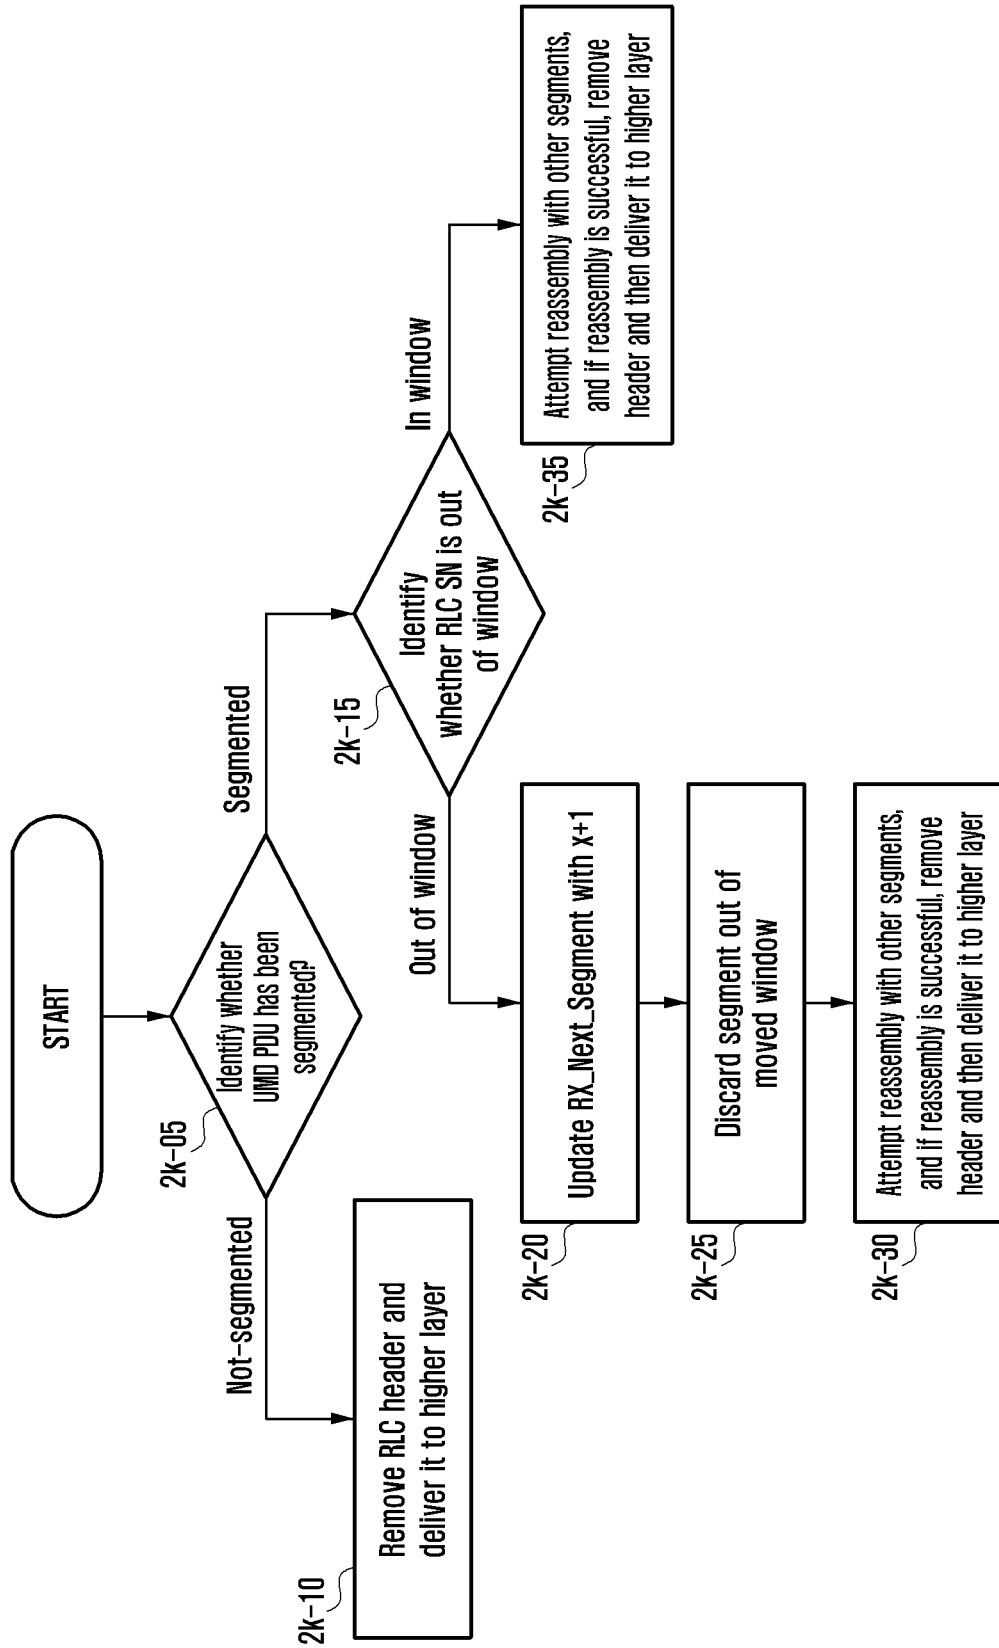 START
2k-05
Identify whether
UMD PDU has been
segmented?
Not-segmented
Segmented
2k-10
Remove RLC header and
deliver it to higher layer
2k-15
Identify
whether RLC SN is out
of window
Out of window
In window
2k-20
Update RX_Next_Segment with x+1
2k-25
Discard segment out of
moved window
2k-30
Attempt reassembly with other segments,
and if reassembly is successful, remove
header and then deliver it to higher layer
2k-35
Attempt reassembly with other segments,
and if reassembly is successful, remove
header and then deliver it to higher layer